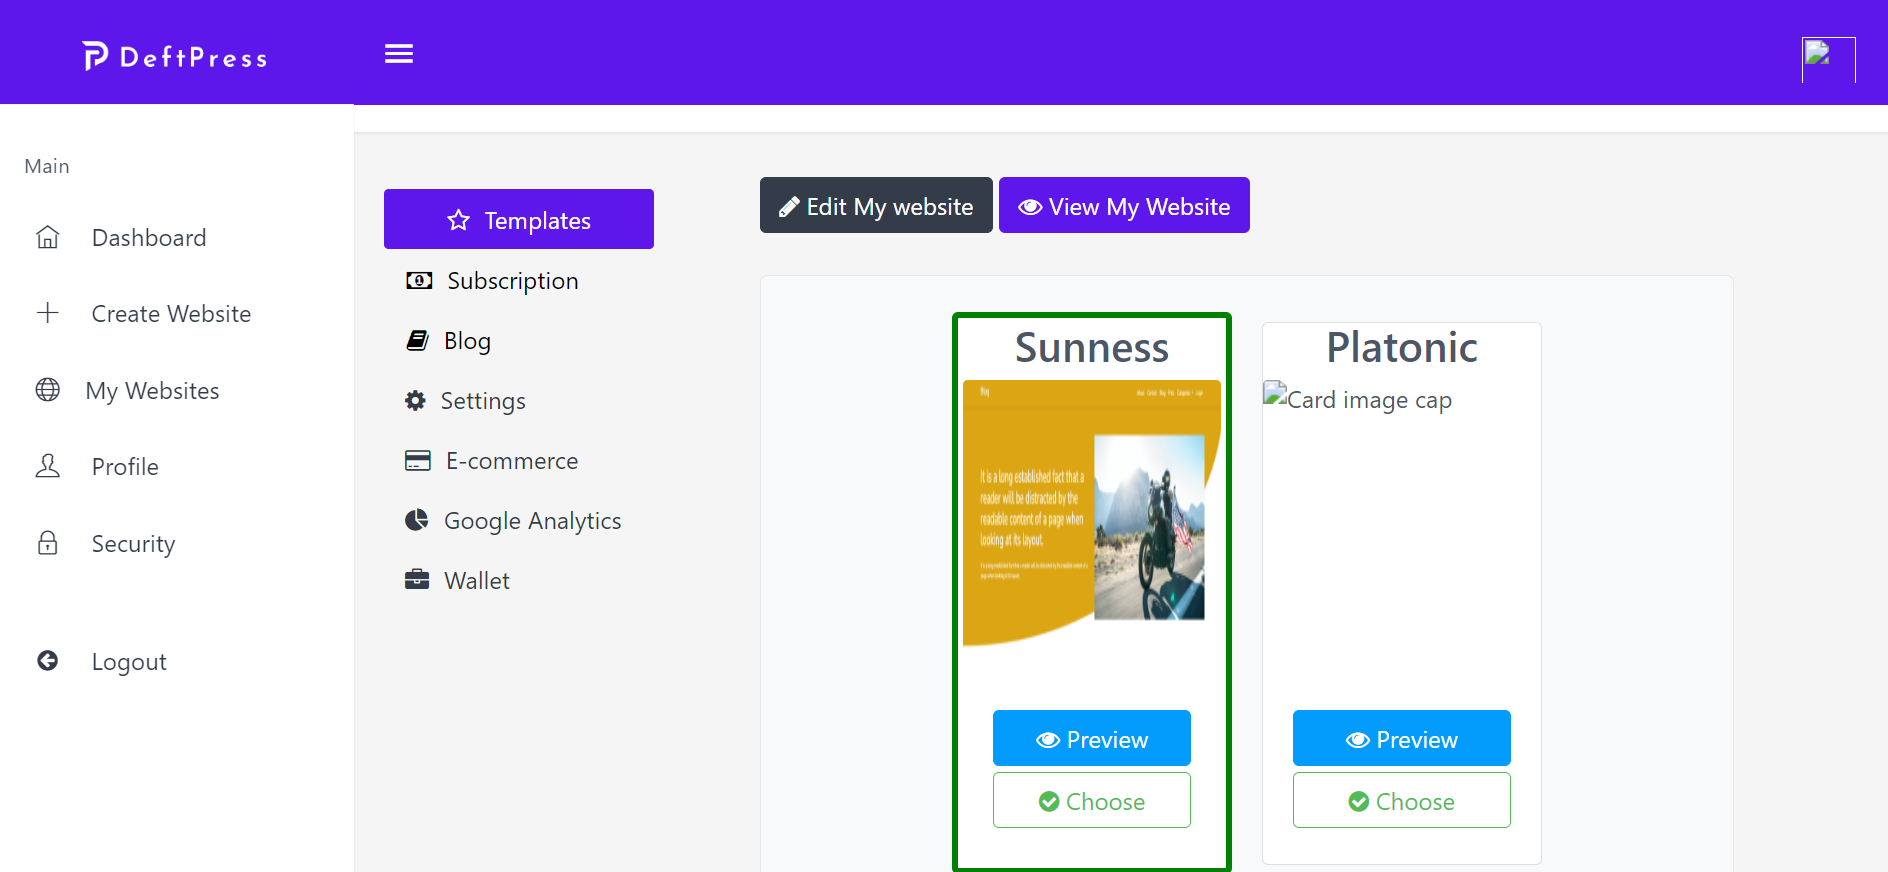 DeftPress
Main
Dashboard
Create Website
My Websites
Profile
Security
Logout
Templates
Subscription
Blog
Settings
E-commerce
Google Analytics
Wallet
Edit My website
View My Website
Sunness
Blog
It is a long established fact that a
reader will be distracted by the
readable content of a page when
looking at its layout.
Preview
Choose
Platonic
Card image cap
Preview
Choose